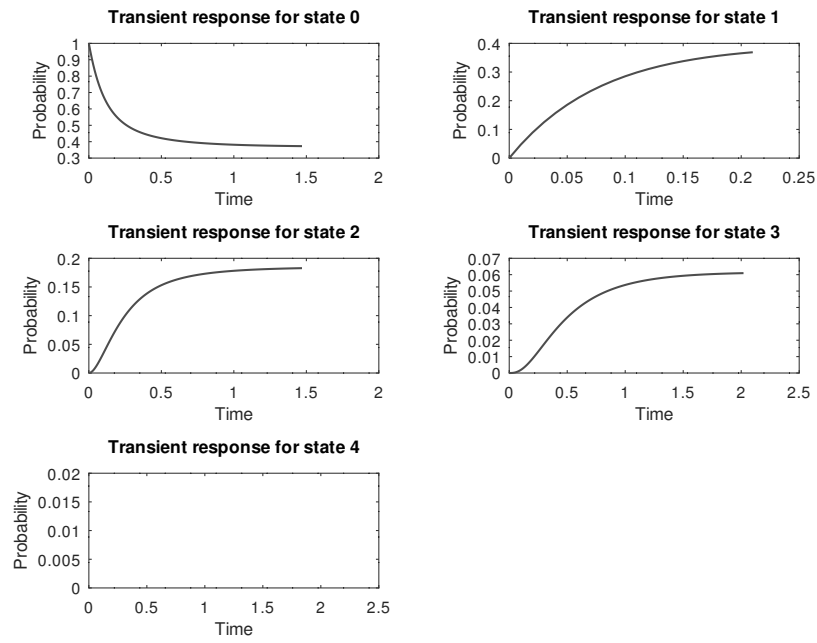 Transient response for state 0
1
0.9
0.8
0.7
0.6
0.5
0.4
0.3
Probability
0 0.5 1 1.5 2
Time
Transient response for state 1
0.4
0.3
0.2
0.1
0
Probability
0 0.05 0.1 0.15 0.2 0.25
Time
Transient response for state 2
0.2
0.15
0.1
0.05
0
Probability
0 0.5 1 1.5 2
Time
Transient response for state 3
0.07
0.06
0.05
0.04
0.03
0.02
0.01
0
Probability
0 0.5 1 1.5 2 2.5
Time
Transient response for state 4
0.02
0.015
0.01
0.005
0
Probability
0 0.5 1 1.5 2 2.5
Time